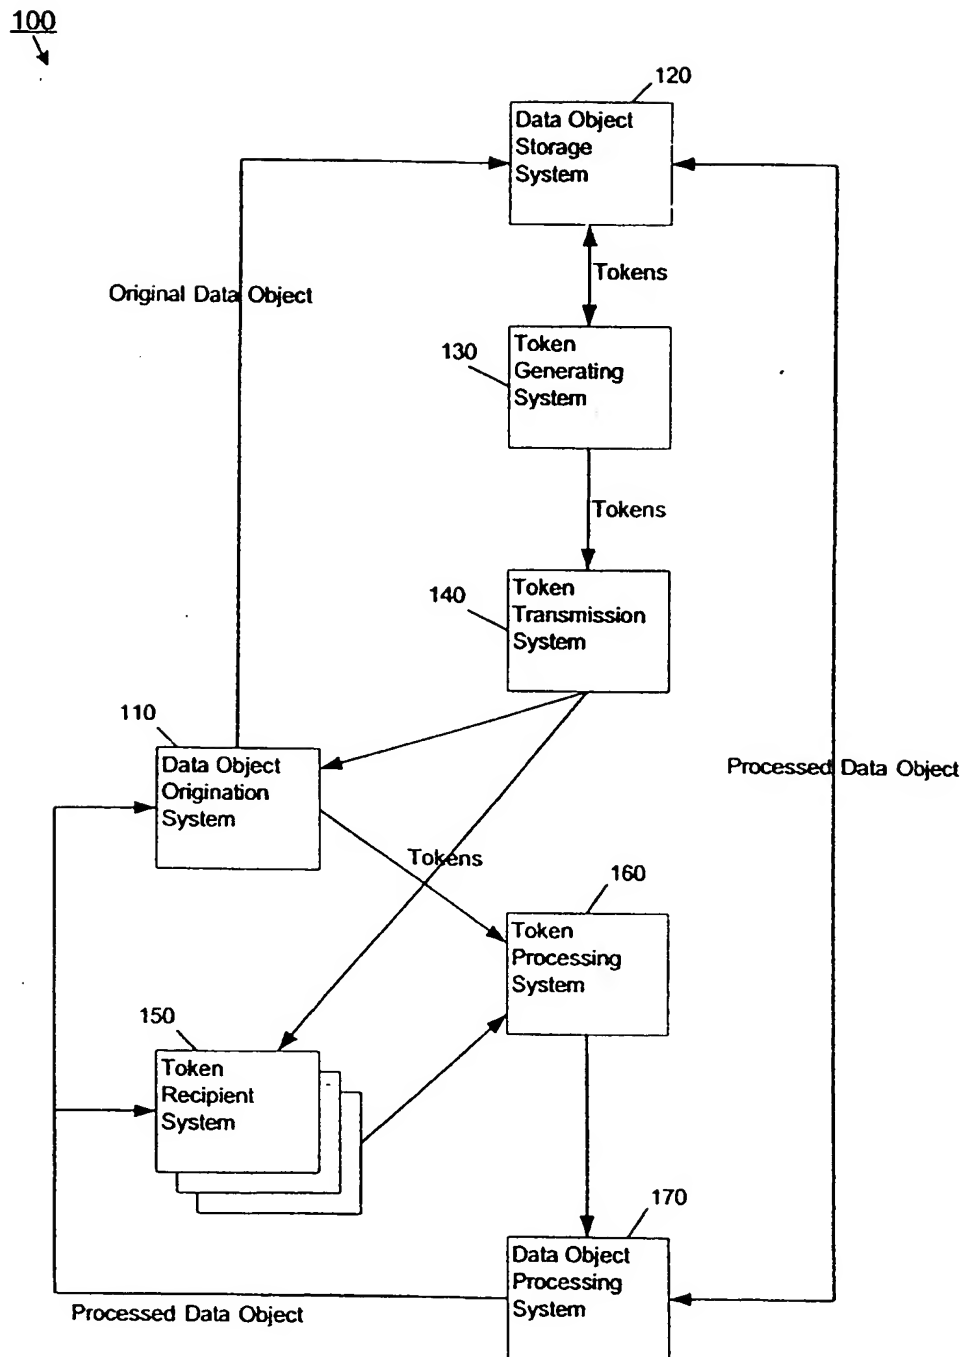 100
120
Data Object
Storage
System
Tokens
Original Data Object
130
Token
Generating
System
Tokens
140
Token
Transmission
System
110
Data Object
Origination
System
Processed Data Object
Tokens
160
Token
Processing
System
150
Token
Recipient
System
170
Data Object
Processing
System
Processed Data Object